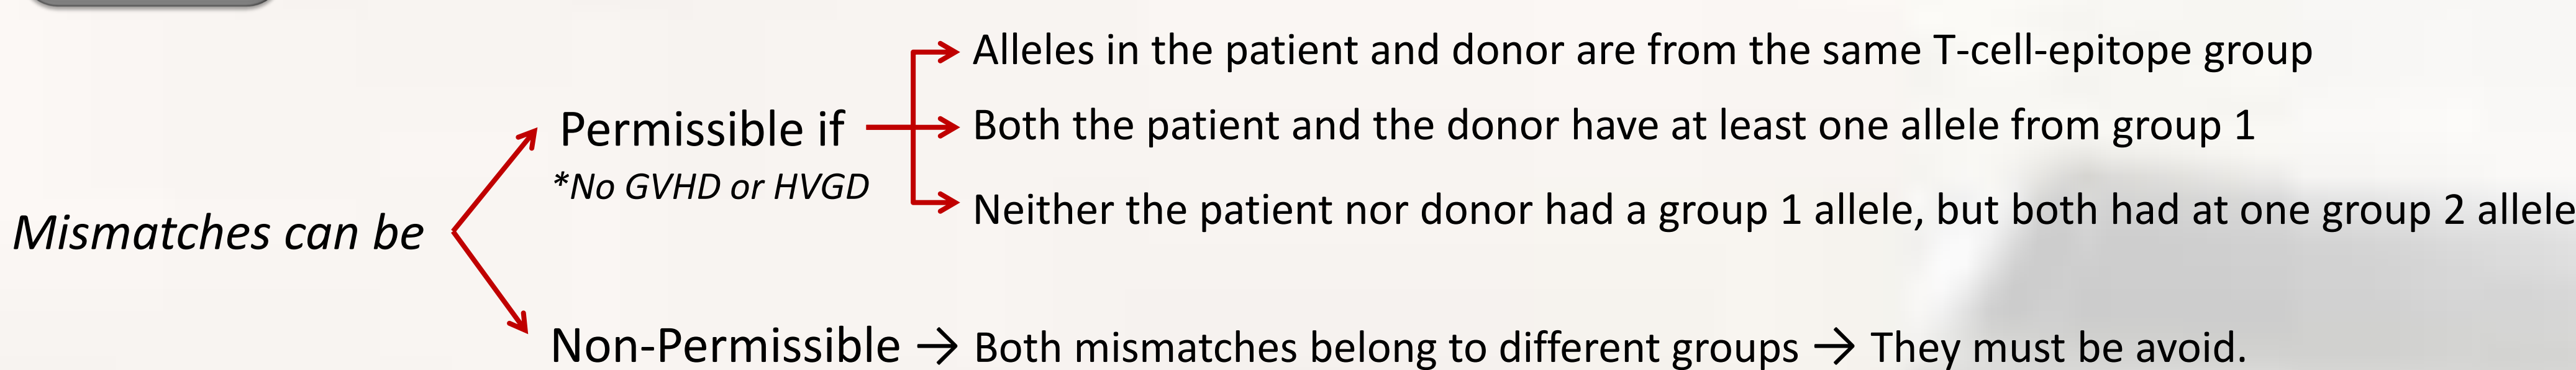 Alleles in the patient and donor are from the same T-cell-epitope group
Permissible if
Both the patient and the donor have at least one allele from group 1
*No GVHD or HVGD
Neither the patient nor donor had a group 1 allele, but both had at one group 2 allele
Mismatches can be
Non-Permissible → Both mismatches belong to different groups → They must be avoid.